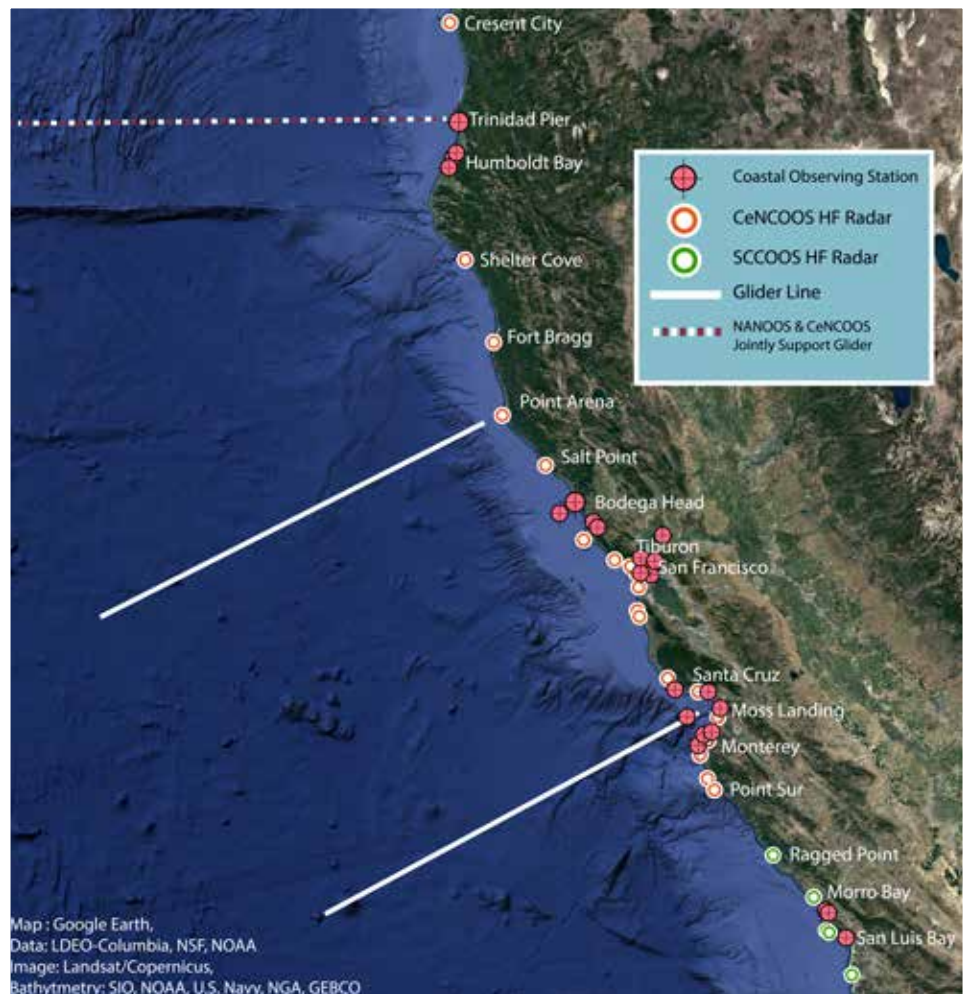 Cresent City
Trinidad Pier
Humboldt Bay
Coastal Observing Station
CeNCOOS HF Radar
SCCOOS HF Radar
Glider Line
NANOOS & CeNCOOS
Jointly Support Glider
Shelter Cove
Fort Bragg
Point Arena
Salt Point
Bodega Head
Tiburon
San Francisco
Santa Cruz
Moss Landing
Monterey
Point Sur
Ragged Point
Morro Bay
San Luis Bay
Map : Google Earth,
Data: LDEO-Columbia, NSF, NOAA
Image: Landsat/Copernicus,
Bathytmetry: SIO, NOAA, U.S. Navy, NGA, GEBCO